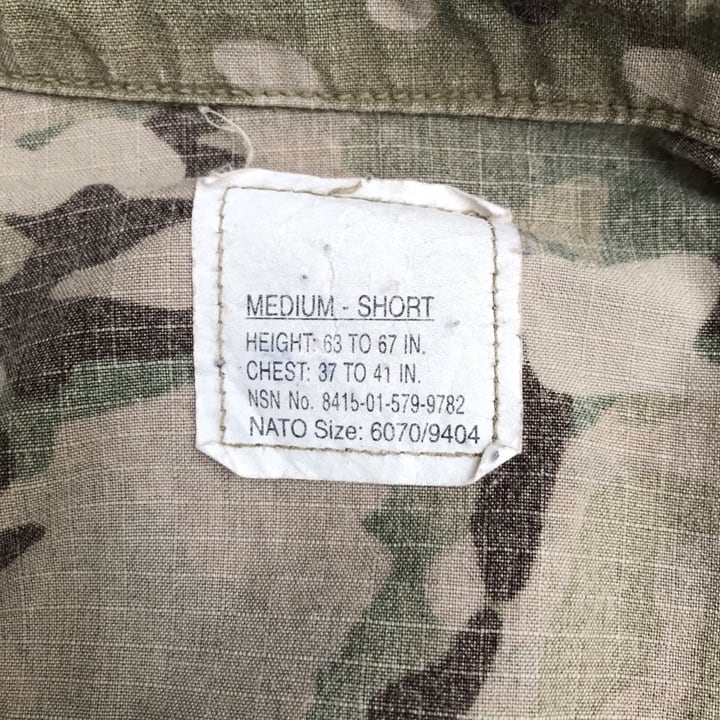 MEDIUM - SHORT
HEIGHT: 63 TO 67 IN.
CHEST: 37 TO 41 IN.
NSN No. 8415-01-579-9782
NATO Size: 6070/9404